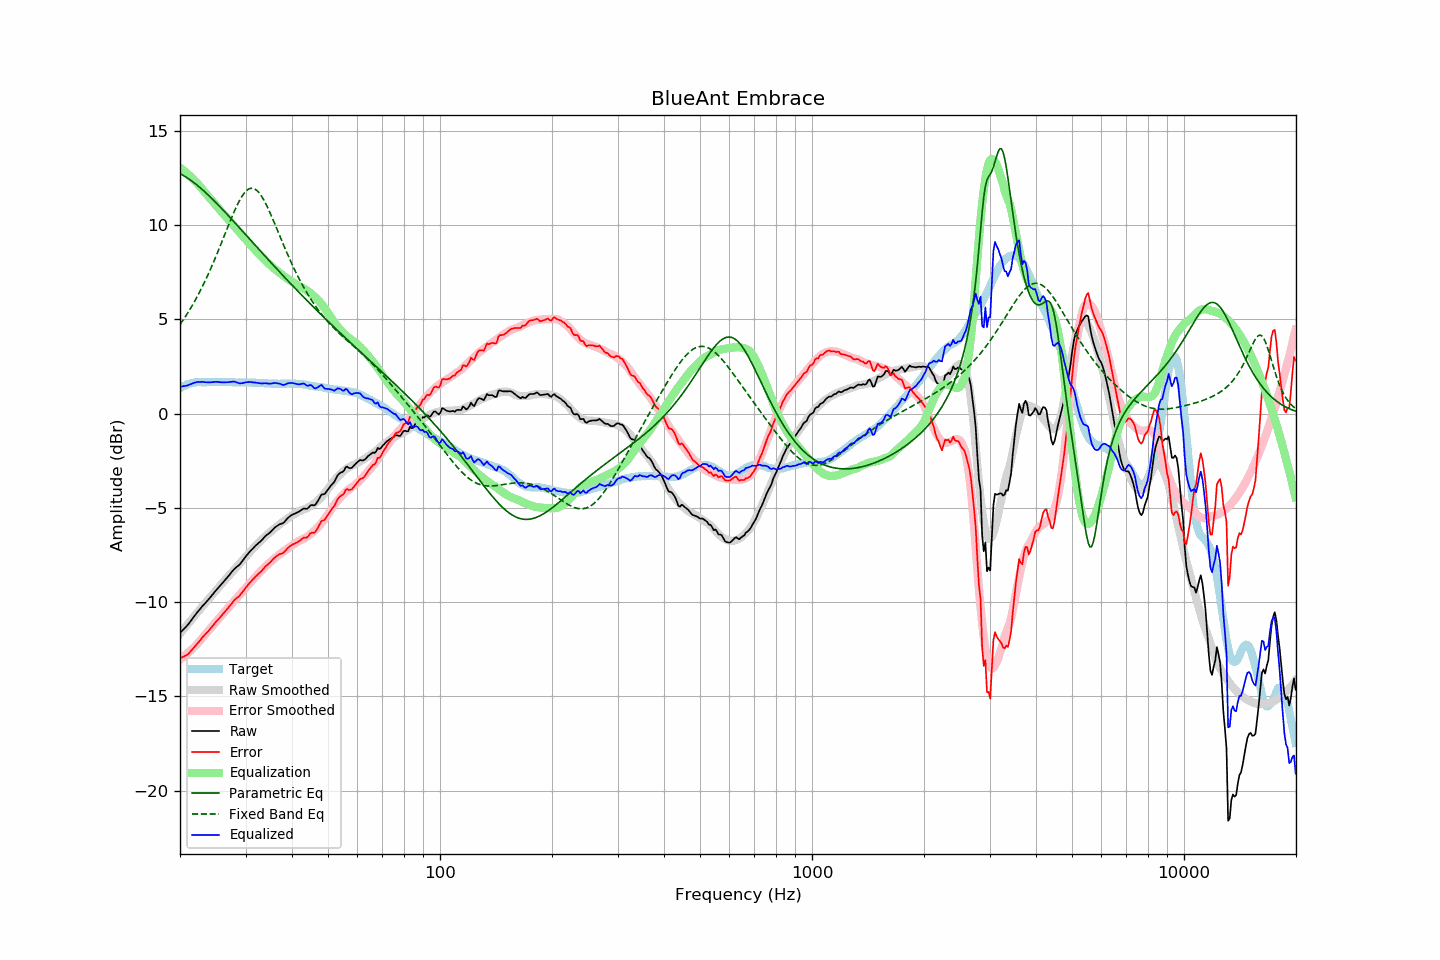 BlueAnt Embrace
15
10
5
0
−5
−10
−15
−20
Amplitude (dBr)
Target
Raw Smoothed
Error Smoothed
Raw
Error
Equalization
Parametric Eq
Fixed Band Eq
Equalized
100
1000
10000
Frequency (Hz)